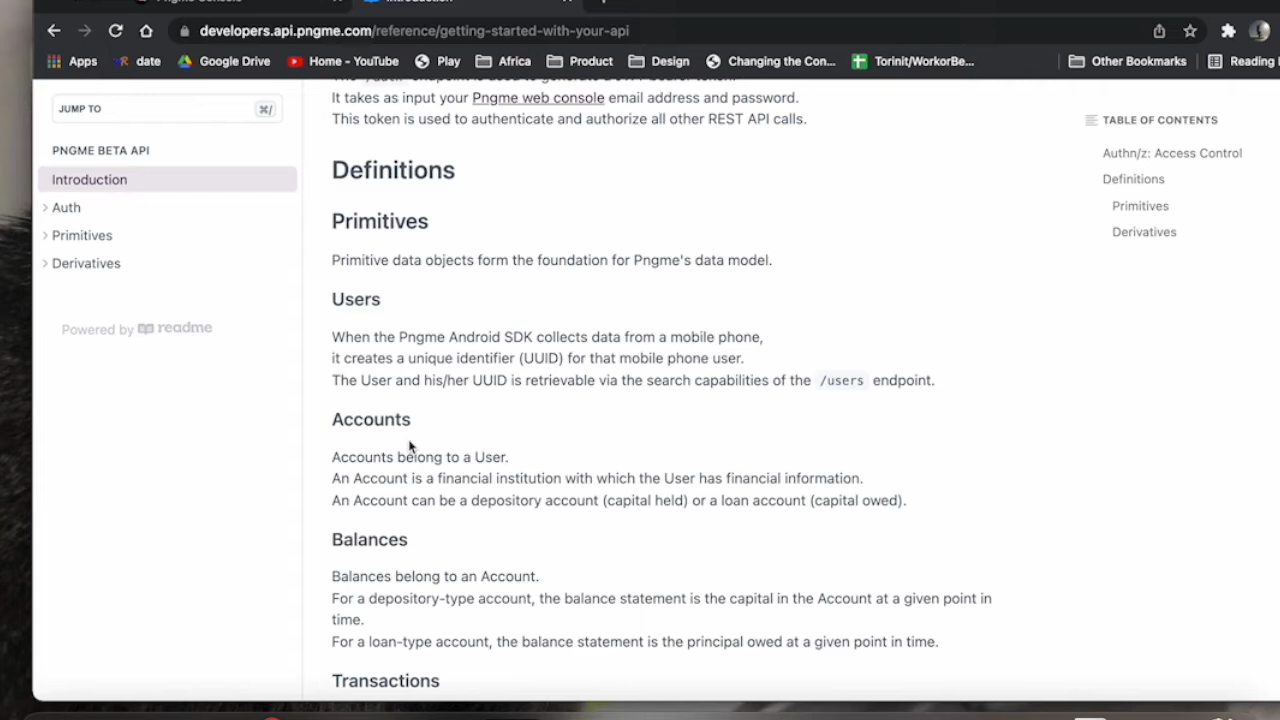 Introduction
developers.api.pngme.com/reference/getting-started-with-your-api
Apps
date
Google Drive
Home - YouTube
Play
Africa
Product
Design
Changing the Con...
Torinit/WorkorBe...
Other Bookmarks
Reading
JUMP TO
⌘/
PNGME BETA API
Introduction
Auth
Primitives
Derivatives
Powered by readme
It takes as input your Pngme web console email address and password.
This token is used to authenticate and authorize all other REST API calls.
Definitions
Primitives
Primitive data objects form the foundation for Pngme's data model.
Users
When the Pngme Android SDK collects data from a mobile phone,
it creates a unique identifier (UUID) for that mobile phone user.
The User and his/her UUID is retrievable via the search capabilities of the /users endpoint.
Accounts
Accounts belong to a User.
An Account is a financial institution with which the User has financial information.
An Account can be a depository account (capital held) or a loan account (capital owed).
Balances
Balances belong to an Account.
For a depository-type account, the balance statement is the capital in the Account at a given point in
time.
For a loan-type account, the balance statement is the principal owed at a given point in time.
Transactions
TABLE OF CONTENTS
Authn/z: Access Control
Definitions
Primitives
Derivatives